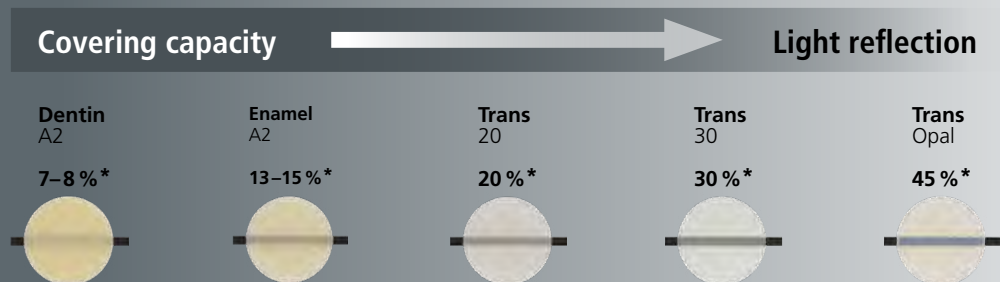 Covering capacity
Light reflection
Dentin
A2
7–8 %*
Enamel
A2
13–15 %*
Trans
20
20 %*
Trans
30
30 %*
Trans
Opal
45 %*